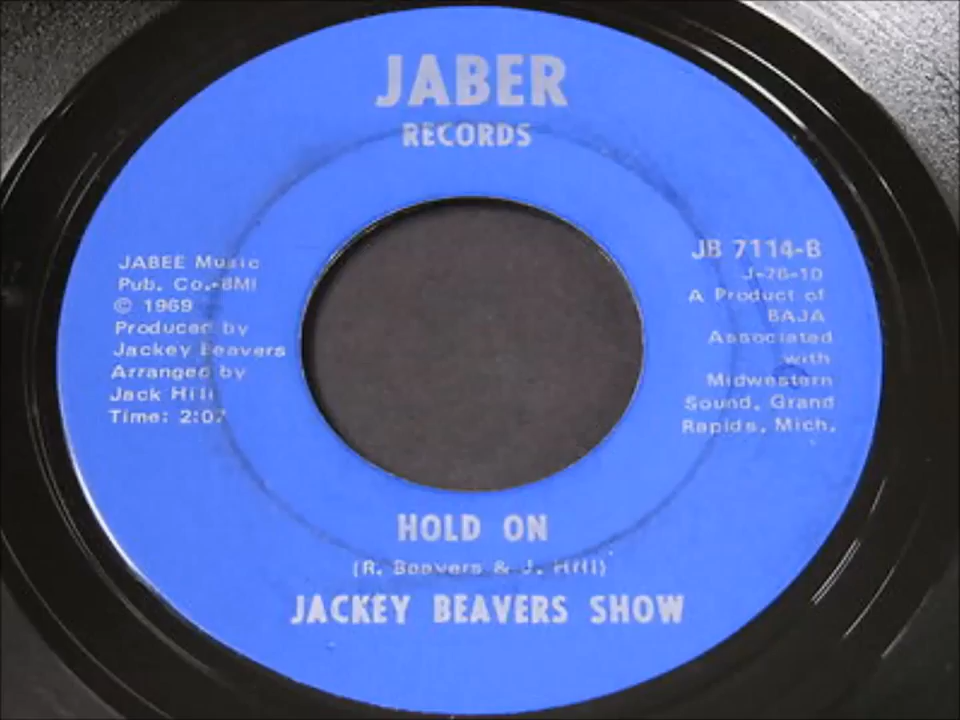 JABER
RECORDS
JABEE Music
Pub. Co.-BMI
© 1969
Produced by
Jackey Beavers
Arranged by
Jack Hill
Time: 2:07
JB 7114-B
J-26-10
A Product of
BAJA
Associated
with
Midwestern
Sound, Grand
Rapids, Mich.
HOLD ON
(R. Beavers & J. Hill)
JACKEY BEAVERS SHOW